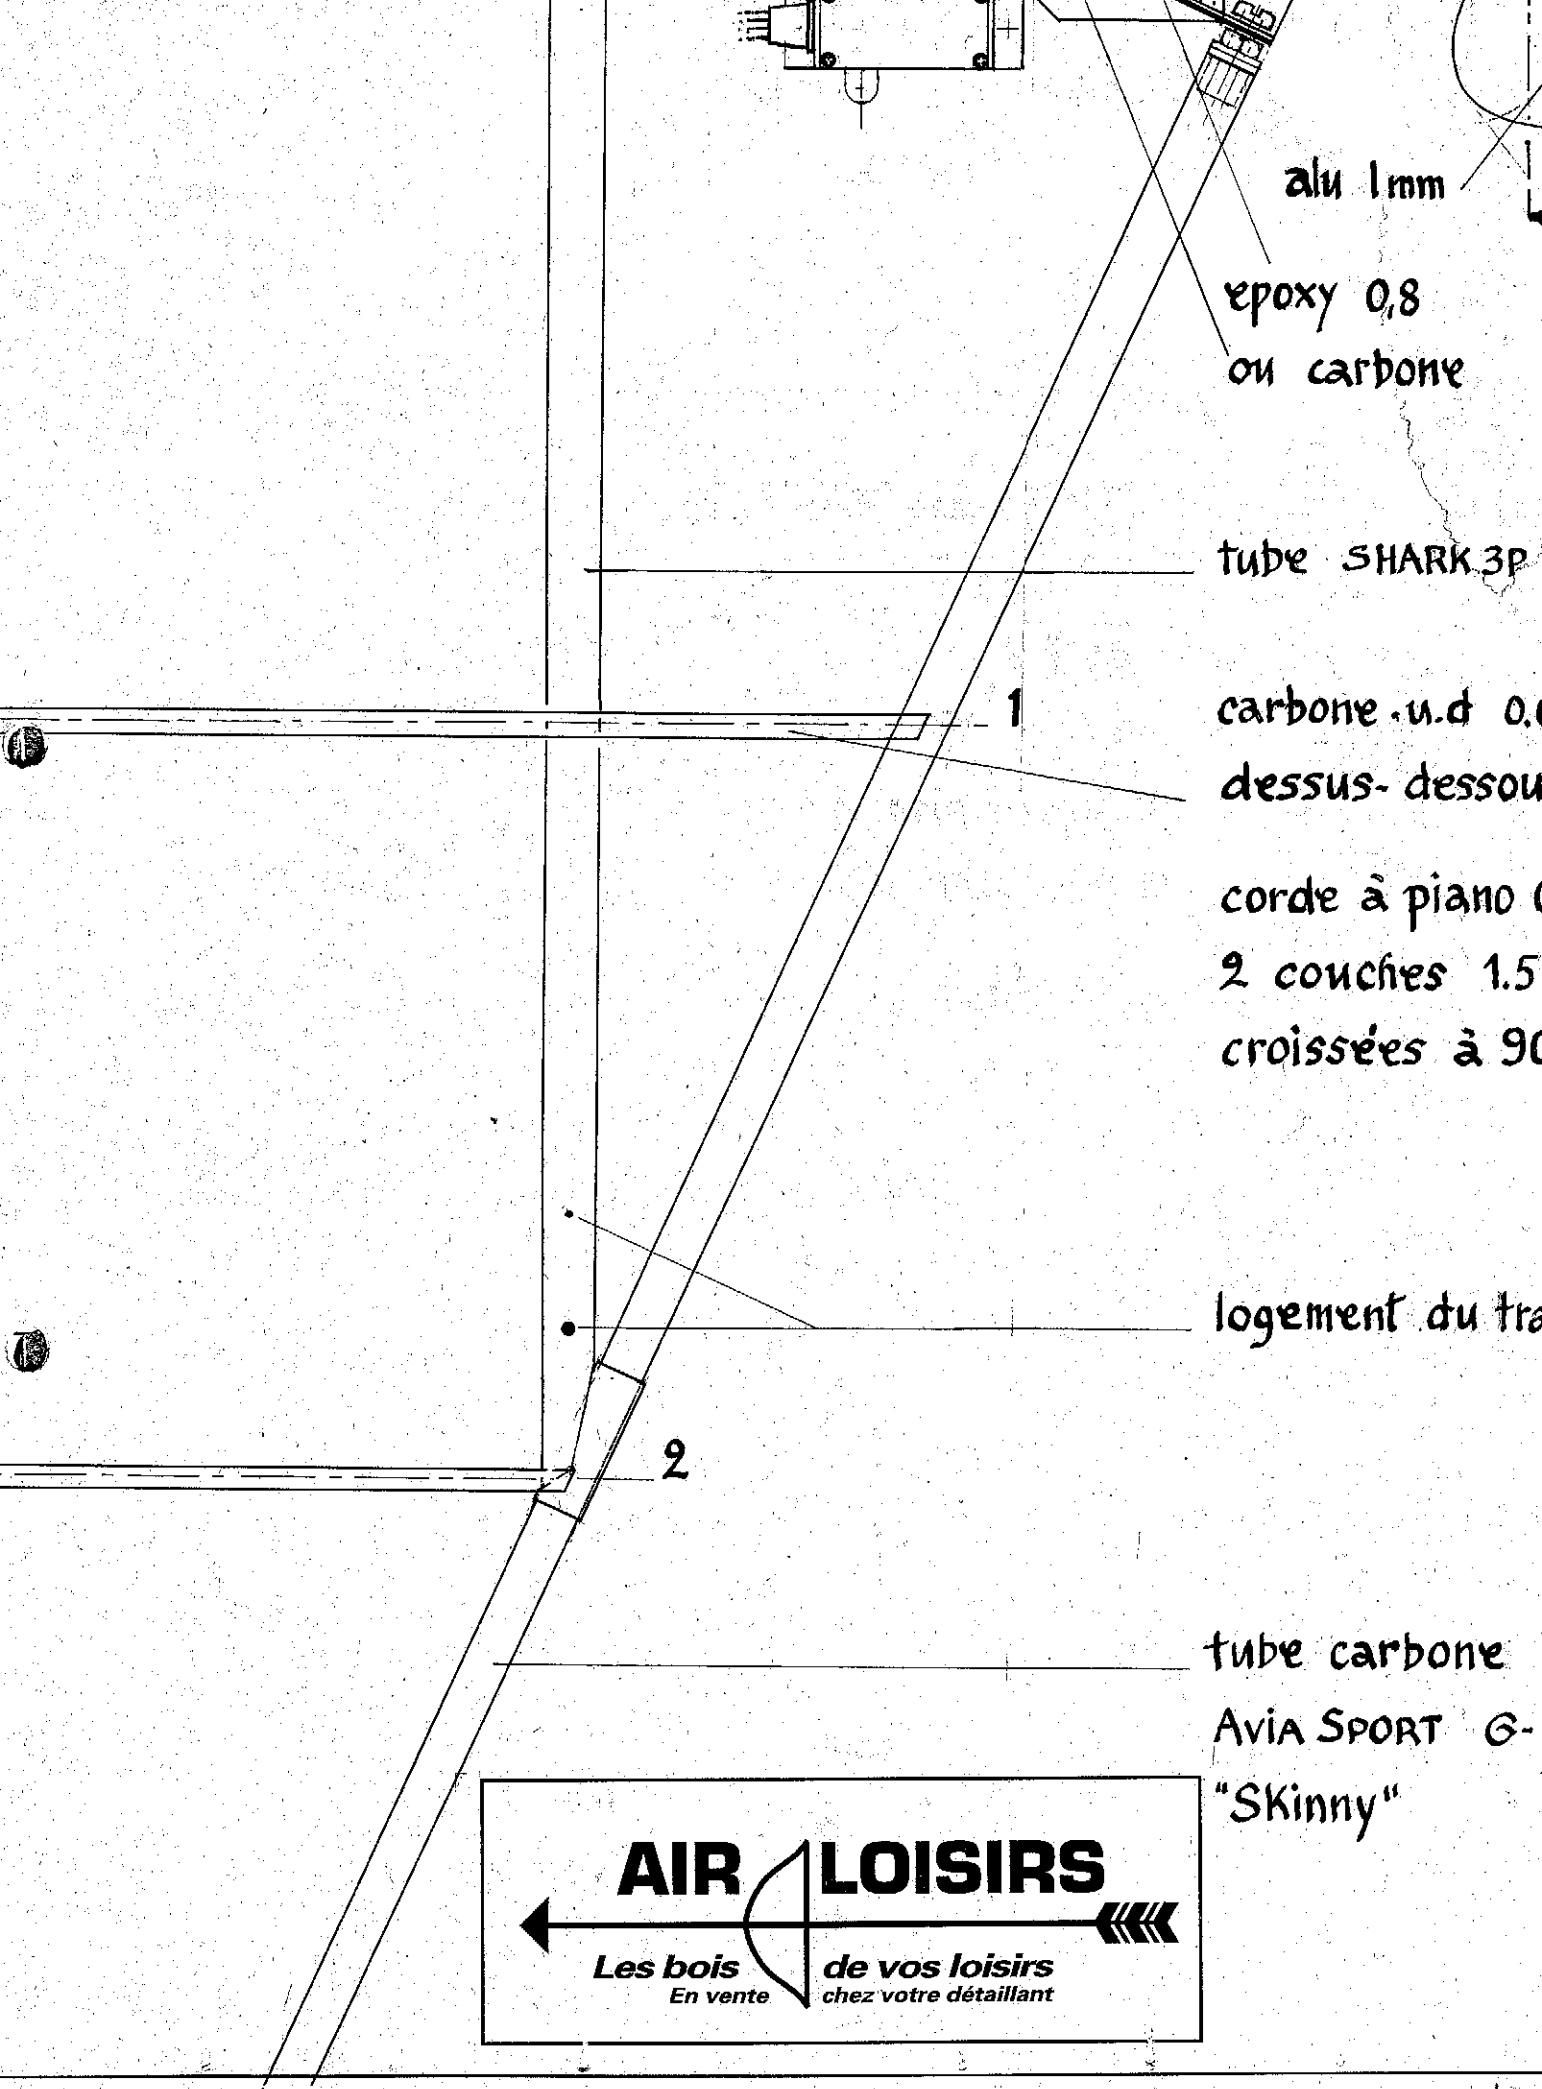 alu 1mm
epoxy 0,8
ou carbone
tube SHARK 3P
1
carbone .u.d
dessus-
corde à piano
2 couches 1.5
croissées à
logement du
2
tube carbone
AViA SPORT G-
"SKinny"
AIR LOISIRS
Les bois de vos loisirs
En vente chez votre détaillant